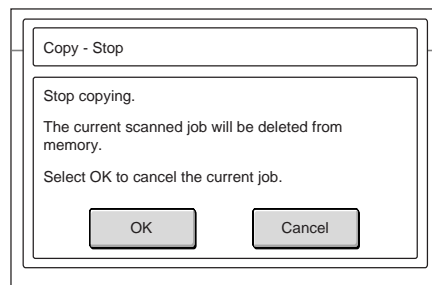 Copy - Stop
Stop copying.
The current scanned job will be deleted from
memory.
Select OK to cancel the current job.
OK
Cancel